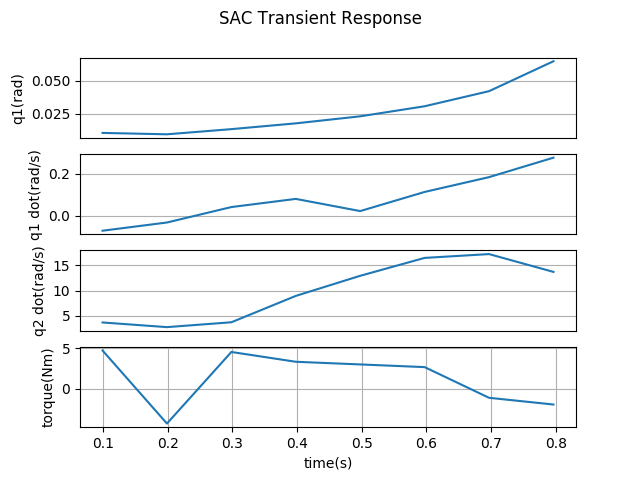 SAC Transient Response
q1(rad)
0.050
0.025
q1 dot(rad/s)
0.2
0.0
q2 dot(rad/s)
15
10
5
torque(Nm)
5
0
0.1 0.2 0.3 0.4 0.5 0.6 0.7 0.8
time(s)